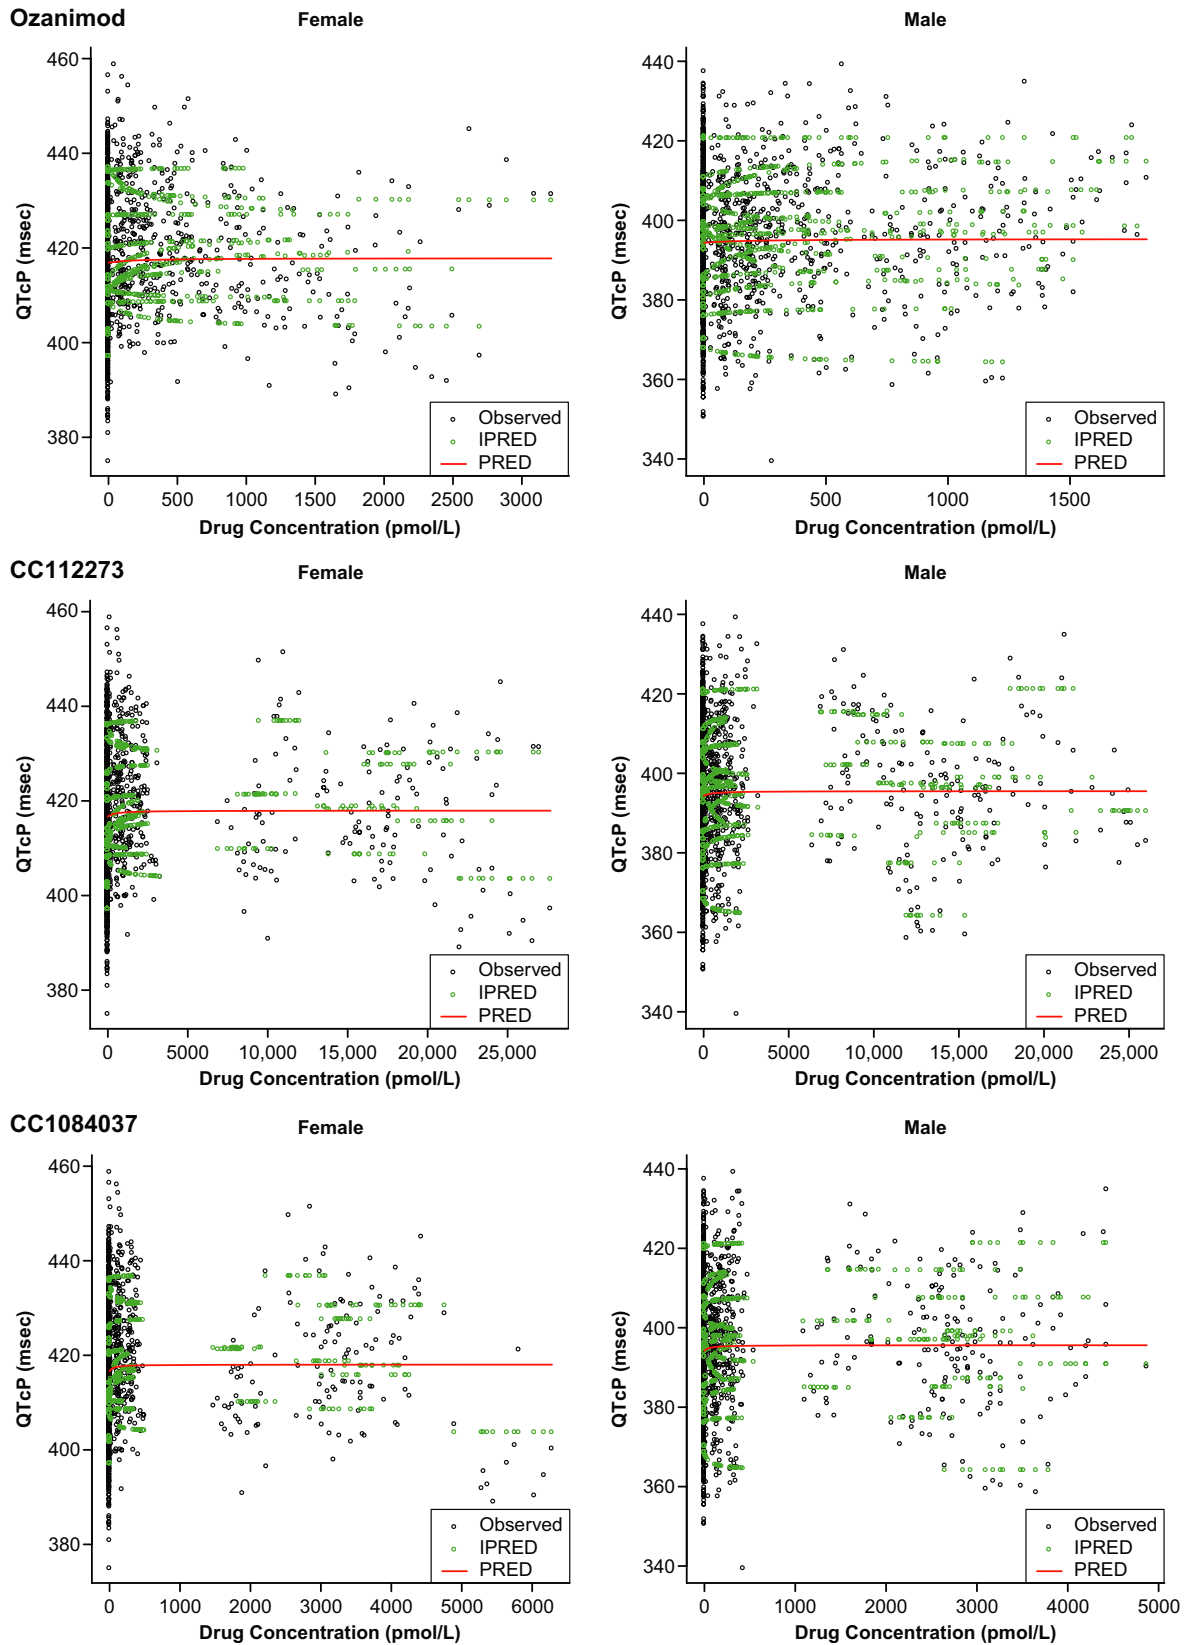 Ozanimod
Female
Male
QTcP (msec)
460
440
420
400
380
0 500 1000 1500 2000 2500 3000
Drug Concentration (pmol/L)
Observed
IPRED
PRED
QTcP (msec)
440
420
400
380
360
340
0 500 1000 1500
Drug Concentration (pmol/L)
Observed
IPRED
PRED
CC112273
Female
Male
QTcP (msec)
460
440
420
400
380
0 5000 10,000 15,000 20,000 25,000
Drug Concentration (pmol/L)
Observed
IPRED
PRED
QTcP (msec)
440
420
400
380
360
340
0 5000 10,000 15,000 20,000 25,000
Drug Concentration (pmol/L)
Observed
IPRED
PRED
CC1084037
Female
Male
QTcP (msec)
460
440
420
400
380
0 1000 2000 3000 4000 5000 6000
Drug Concentration (pmol/L)
Observed
IPRED
PRED
QTcP (msec)
440
420
400
380
360
340
0 1000 2000 3000 4000 5000
Drug Concentration (pmol/L)
Observed
IPRED
PRED